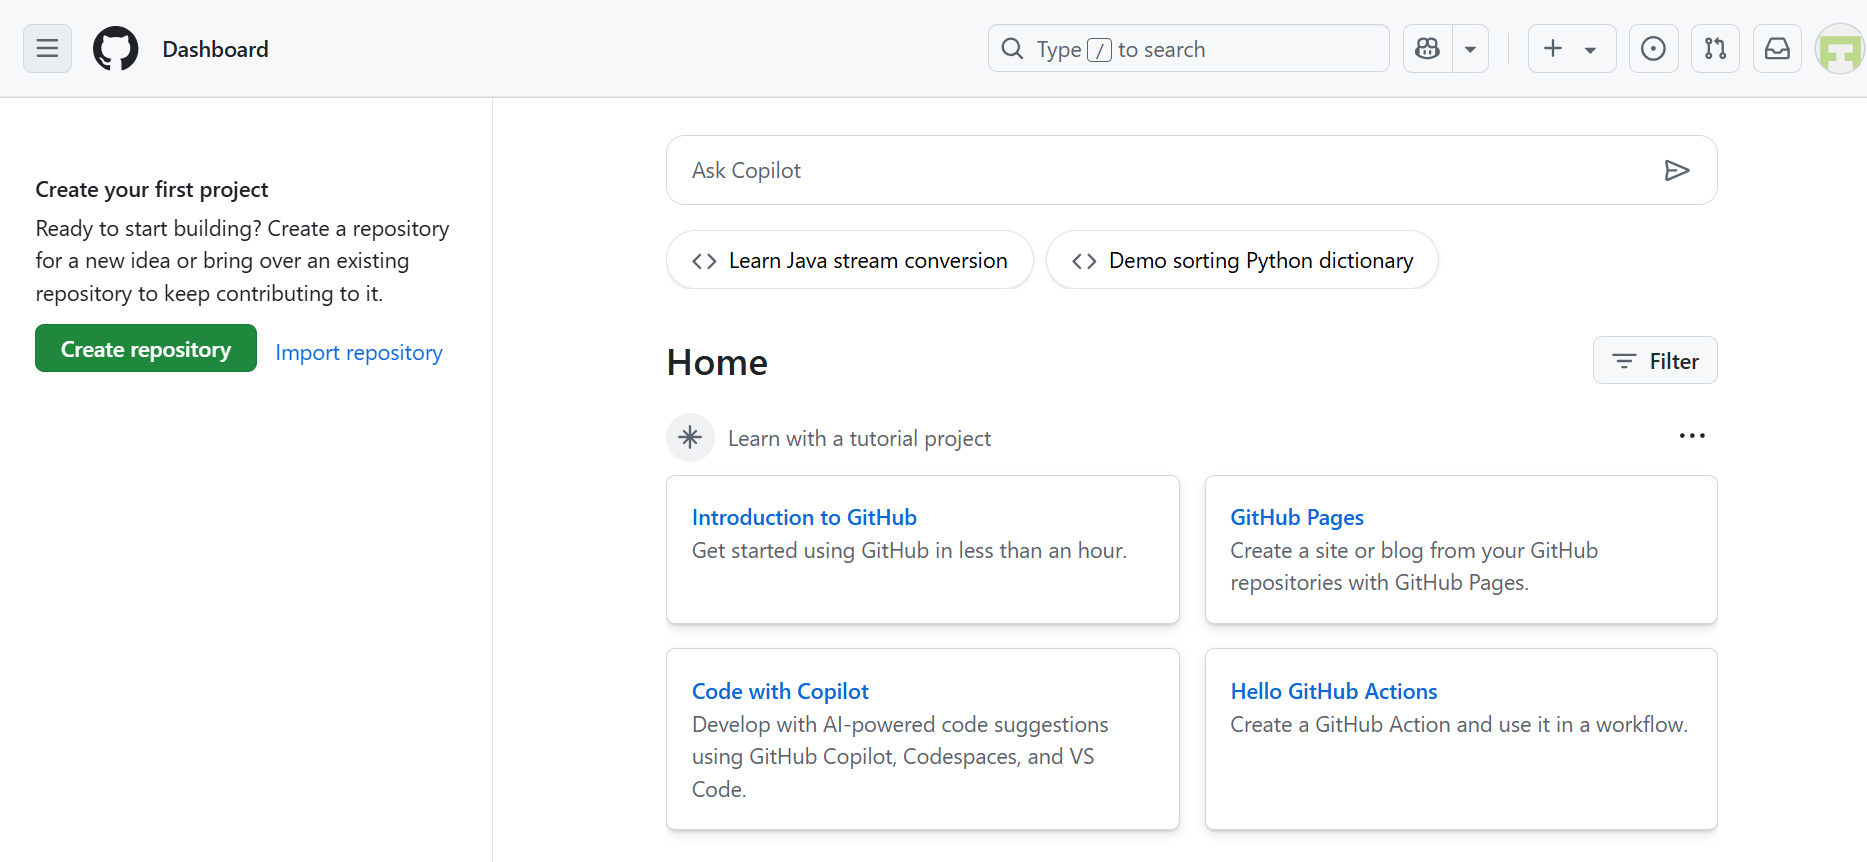 Dashboard
Type / to search
Create your first project
Ready to start building? Create a repository
for a new idea or bring over an existing
repository to keep contributing to it.
Create repository
Import repository
Ask Copilot
Learn Java stream conversion
Demo sorting Python dictionary
Home
Filter
Learn with a tutorial project
Introduction to GitHub
Get started using GitHub in less than an hour.
GitHub Pages
Create a site or blog from your GitHub
repositories with GitHub Pages.
Code with Copilot
Develop with AI-powered code suggestions
using GitHub Copilot, Codespaces, and VS
Code.
Hello GitHub Actions
Create a GitHub Action and use it in a workflow.